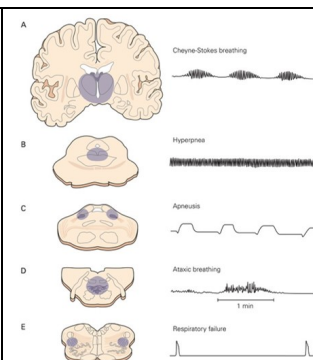 A
Cheyne-Stokes breathing
B
Hyperpnea
C
Apneusis
D
Ataxic breathing
1 min
E
Respiratory failure